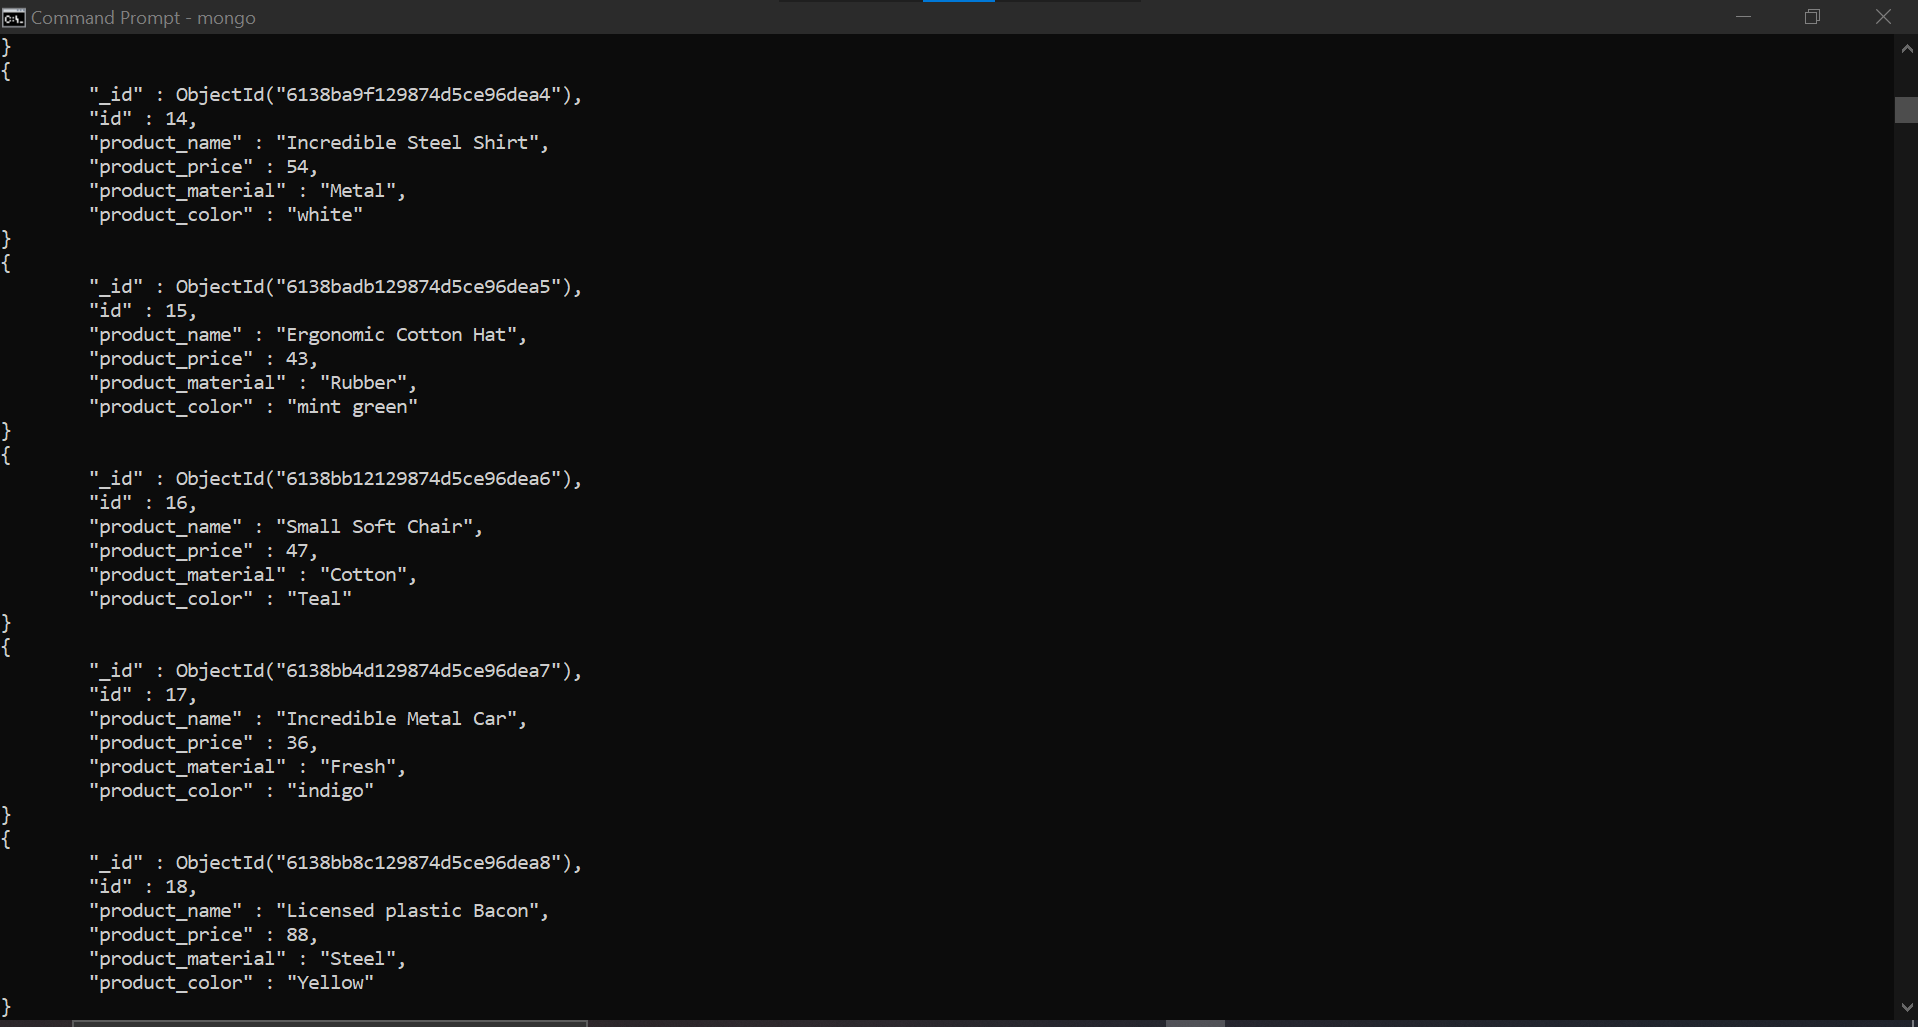 Command Prompt - mongo
}
{
"_id" : ObjectId("6138ba9f129874d5ce96dea4"),
"id" : 14,
"product_name" : "Incredible Steel Shirt",
"product_price" : 54,
"product_material" : "Metal",
"product_color" : "white"
}
{
"_id" : ObjectId("6138badb129874d5ce96dea5"),
"id" : 15,
"product_name" : "Ergonomic Cotton Hat",
"product_price" : 43,
"product_material" : "Rubber",
"product_color" : "mint green"
}
{
"_id" : ObjectId("6138bb12129874d5ce96dea6"),
"id" : 16,
"product_name" : "Small Soft Chair",
"product_price" : 47,
"product_material" : "Cotton",
"product_color" : "Teal"
}
{
"_id" : ObjectId("6138bb4d129874d5ce96dea7"),
"id" : 17,
"product_name" : "Incredible Metal Car",
"product_price" : 36,
"product_material" : "Fresh",
"product_color" : "indigo"
}
{
"_id" : ObjectId("6138bb8c129874d5ce96dea8"),
"id" : 18,
"product_name" : "Licensed plastic Bacon",
"product_price" : 88,
"product_material" : "Steel",
"product_color" : "Yellow"
}